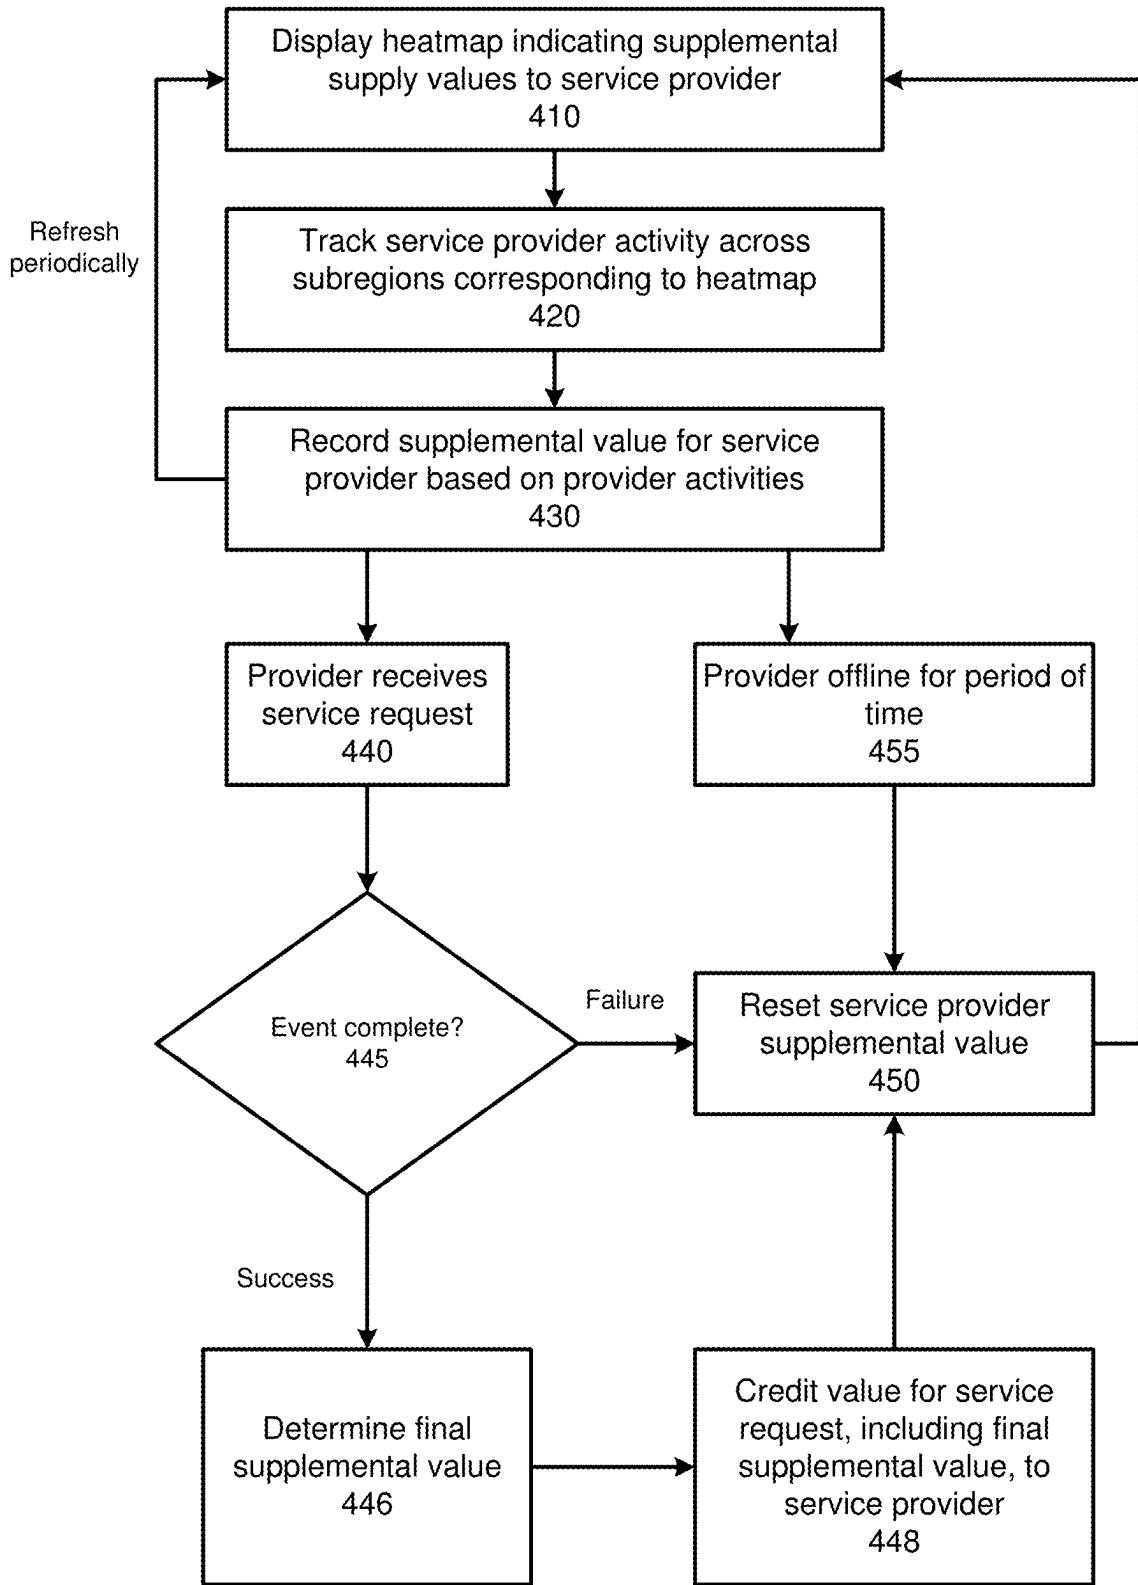 Display heatmap indicating supplemental
supply values to service provider
410
Refresh
periodically
Track service provider activity across
subregions corresponding to heatmap
420
Record supplemental value for service
provider based on provider activities
430
Provider receives
service request
440
Provider offline for period of
time
455
Event complete?
445
Failure
Reset service provider
supplemental value
450
Success
Determine final
supplemental value
446
Credit value for service
request, including final
supplemental value, to
service provider
448